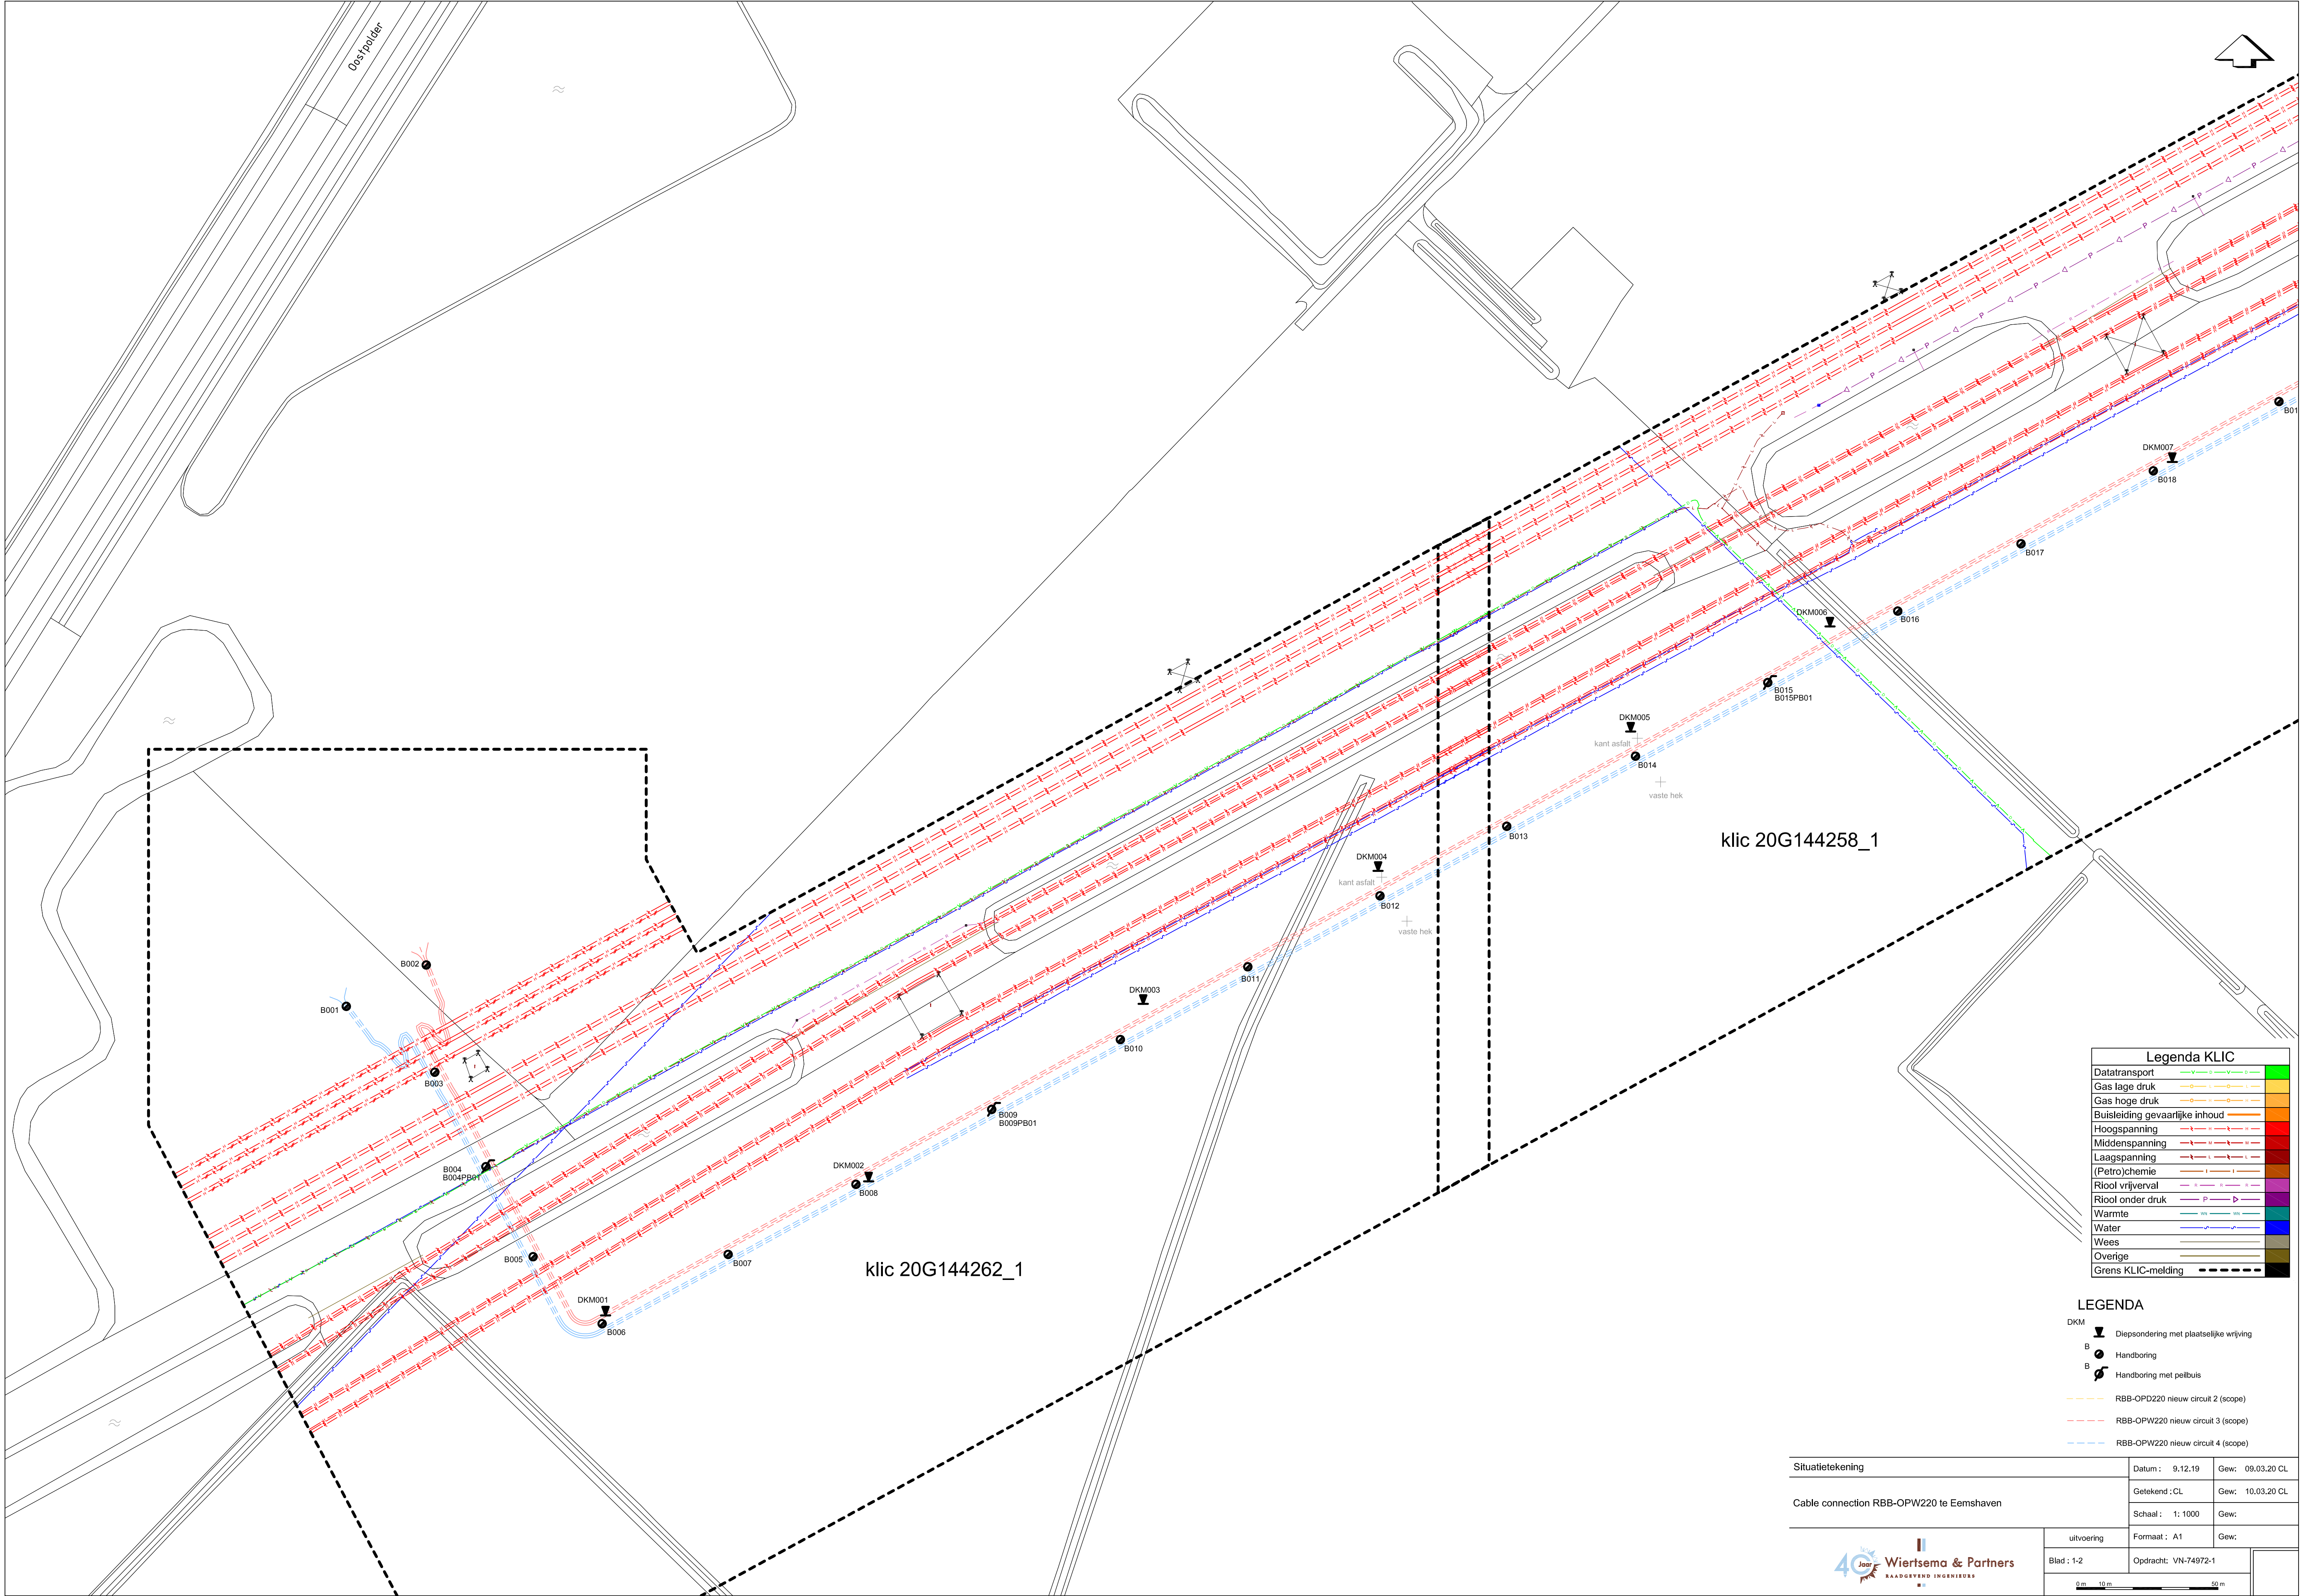 Oostpolder
DKM007
B01
B018
B017
DKM006
B016
B015
B015PB01
DKM005
kant asfalt
B014
vaste hek
klic 20G144258_1
B013
DKM004
kant asfalt
B012
vaste hek
B002
B011
DKM003
B001
B010
B003
B009
B009PB01
B004
B004PB01
DKM002
B008
B005
B007
klic 20G144262_1
DKM001
B006
Legenda KLIC
Datatransport
Gas lage druk
Gas hoge druk
Buisleiding gevaarlijke inhoud
Hoogspanning
Middenspanning
Laagspanning
(Petro)chemie
Riool vrijverval
Riool onder druk
Warmte
Water
Wees
Overige
Grens KLIC-melding
LEGENDA
DKM
Diepsondering met plaatselijke wrijving
B
Handboring
B
Handboring met peilbuis
RBB-OPD220 nieuw circuit 2 (scope)
RBB-OPW220 nieuw circuit 3 (scope)
RBB-OPW220 nieuw circuit 4 (scope)
Situatietekening
Datum : 9.12.19 Gew: 09.03.20 CL
Cable connection RBB-OPW220 te Eemshaven
Getekend : CL Gew: 10.03.20 CL
Schaal : 1: 1000 Gew:
uitvoering Formaat : A1 Gew:
40 Jaar Wiertsema & Partners
RAADGEVEND INGENIEURS
Blad : 1-2 Opdracht: VN-74972-1
0 m 10 m 50 m